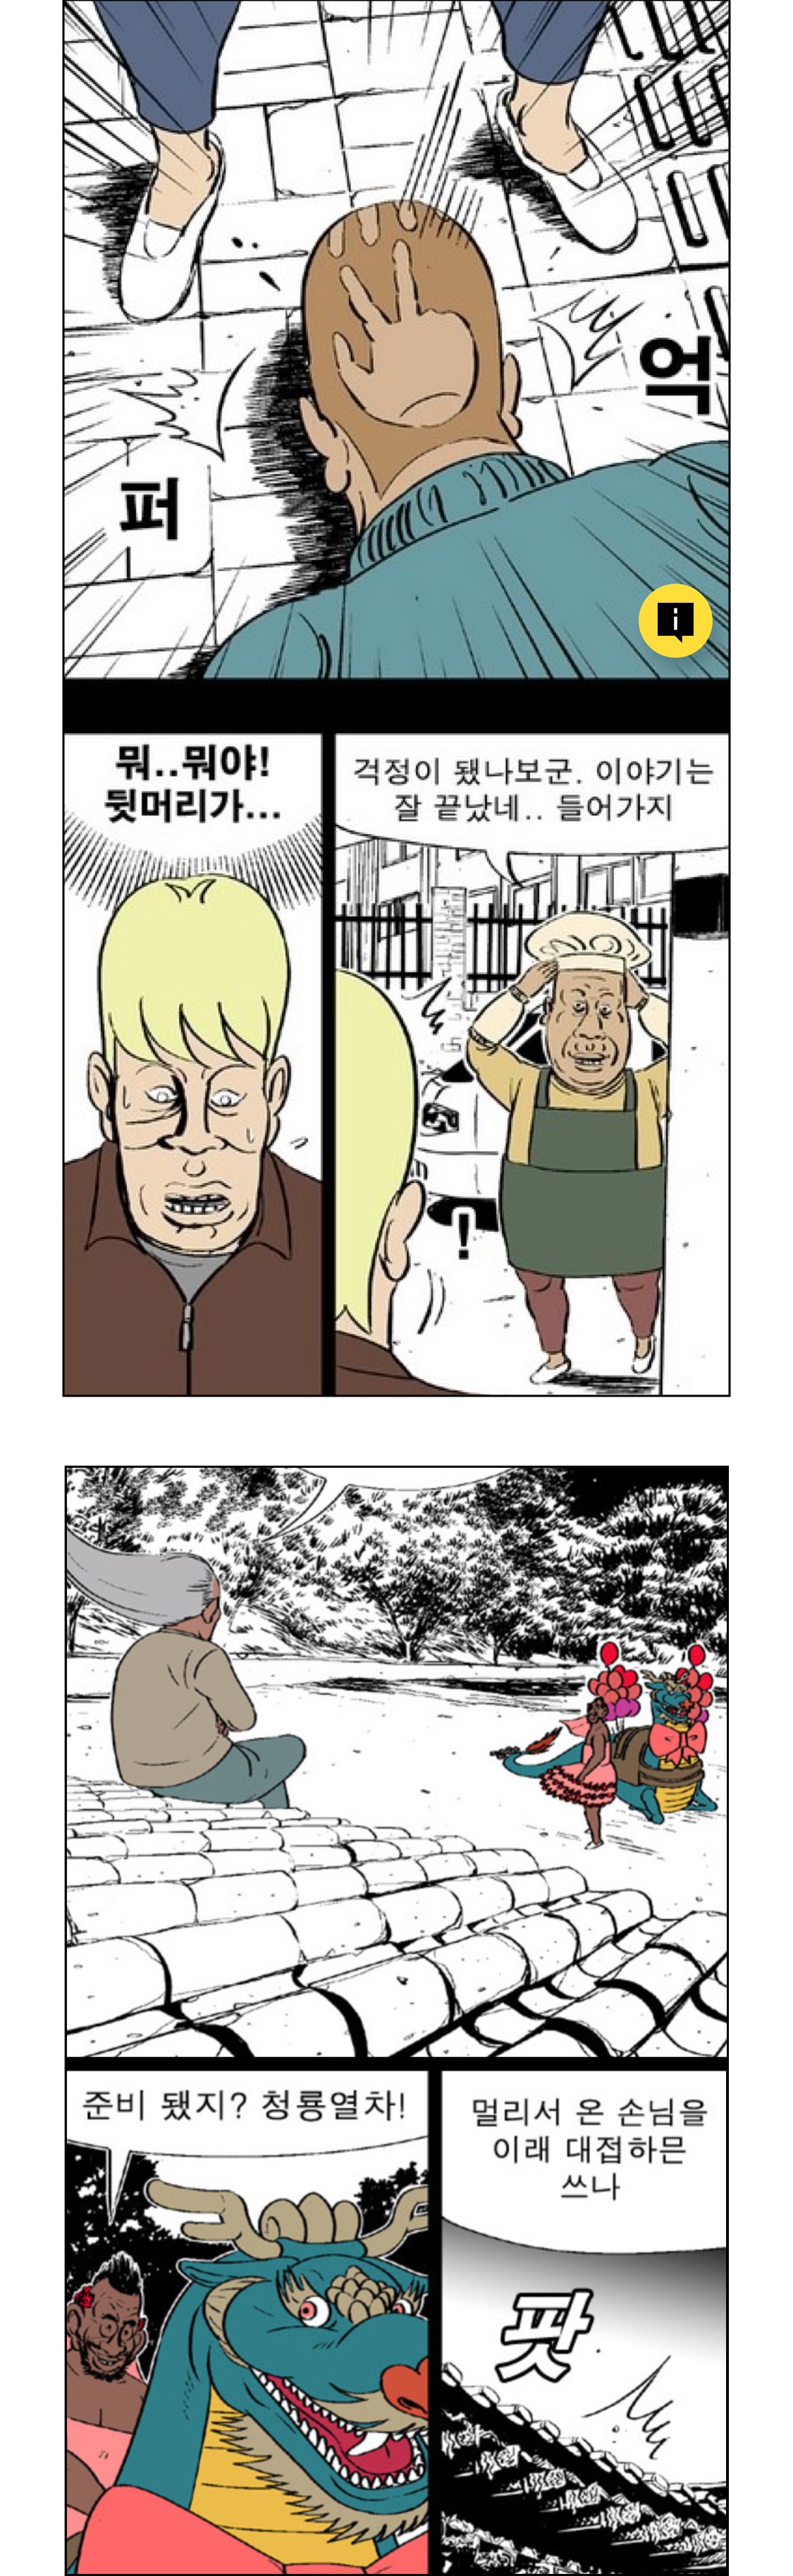 퍼
억
뭐..뭐야!
뒷머리가...
걱정이 됐나보군. 이야기는
잘 끝났네.. 들어가지
!
준비 됐지? 청룡열차!
멀리서 온 손님을
이래 대접하믄
쓰나
팟